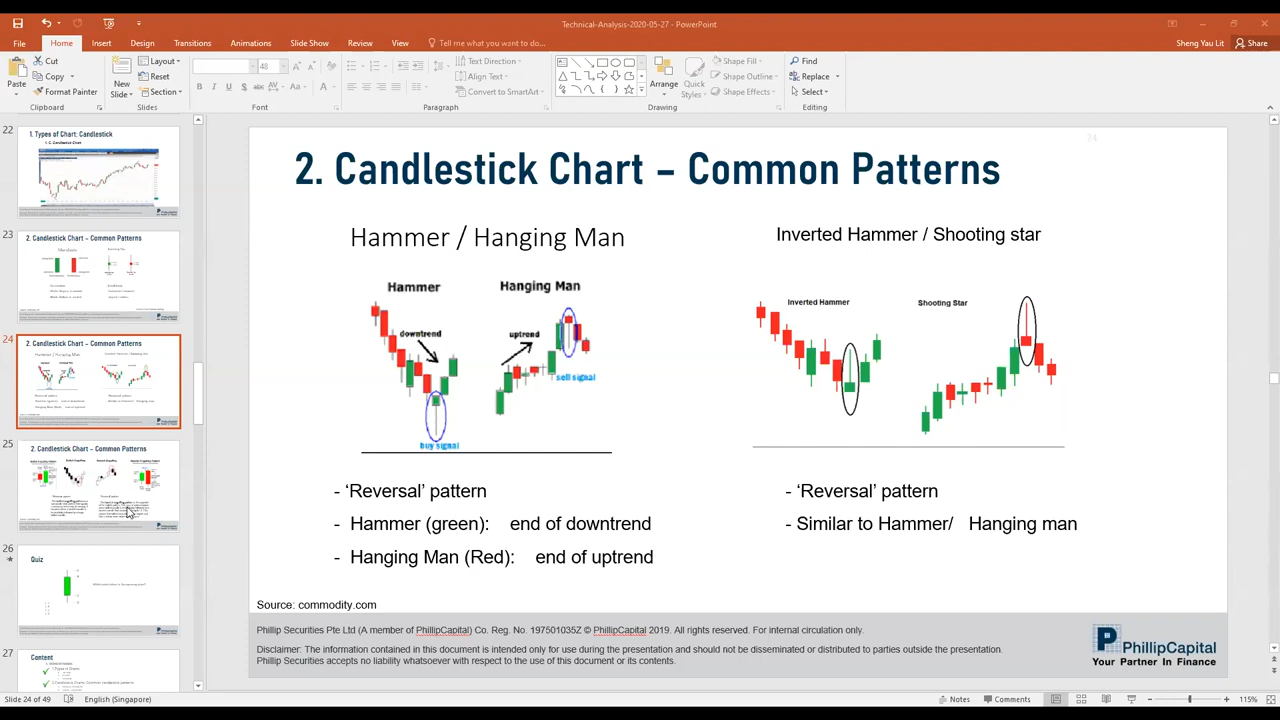 Technical-Analysis-2020-05-27 - PowerPoint
File Home Insert Design Transitions Animations Slide Show Review View Tell me what you want to do... Sheng Yau Lit Share
Paste
Cut
Copy
Format Painter
Clipboard
New Slide
Layout
Reset
Section
Slides
48
Font
Text Direction
Align Text
Convert to SmartArt
Paragraph
Arrange
Quick Styles
Shape Fill
Shape Outline
Shape Effects
Drawing
Find
Replace
Select
Editing
22
1. Types of Chart: Candlestick
23
2. Candlestick Chart – Common Patterns
24
2. Candlestick Chart – Common Patterns
25
2. Candlestick Chart – Common Patterns
26
Quiz
27
Content
24
2. Candlestick Chart – Common Patterns
Hammer / Hanging Man
Hammer
Hanging Man
downtrend
uptrend
sell signal
buy signal
- ‘Reversal’ pattern
- Hammer (green): end of downtrend
- Hanging Man (Red): end of uptrend
Inverted Hammer / Shooting star
Inverted Hammer
Shooting Star
- ‘Reversal’ pattern
- Similar to Hammer/ Hanging man
Source: commodity.com
Phillip Securities Pte Ltd (A member of PhillipCapital) Co. Reg. No. 197501035Z © PhillipCapital 2019. All rights reserved. For internal circulation only.
Disclaimer: The information contained in this document is intended only for use during the presentation and should not be disseminated or distributed to parties outside the presentation.
Phillip Securities accepts no liability whatsoever with respect to the use of this document or its contents.
PhillipCapital
Your Partner In Finance
Slide 24 of 49 English (Singapore) Notes Comments 115%